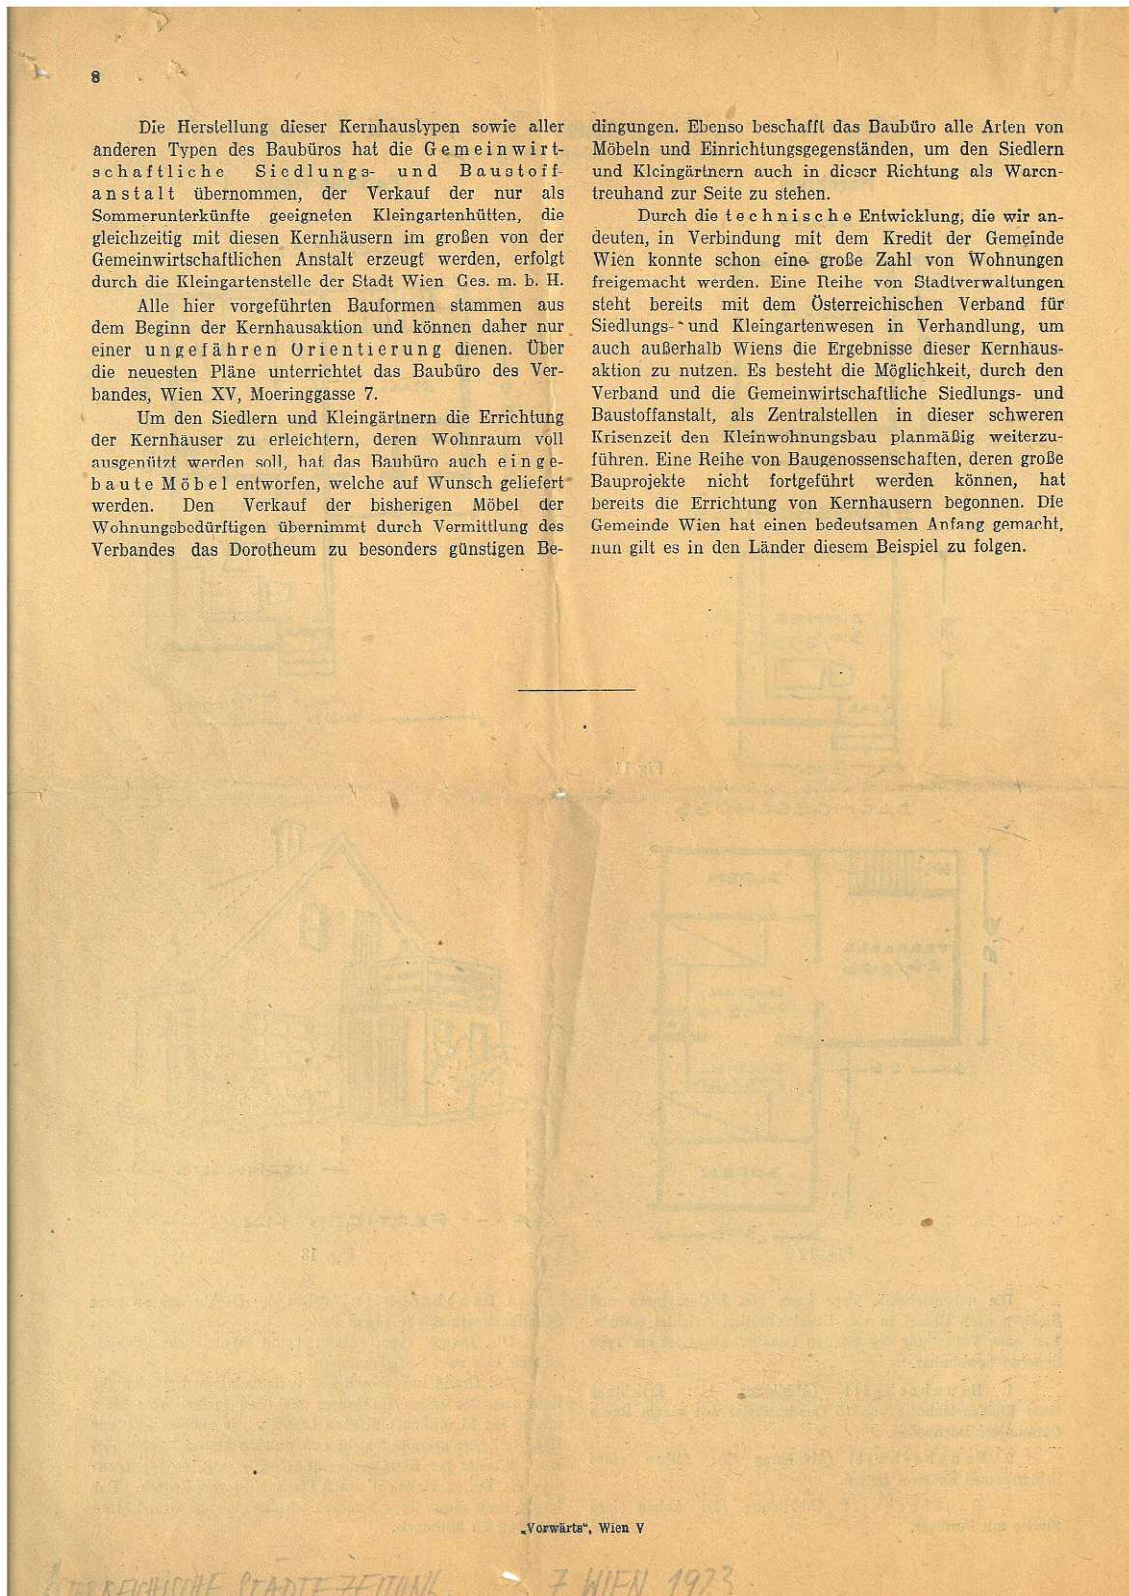 8
Die Herstellung dieser Kernhaustypen sowie aller
anderen Typen des Baubüros hat die Gemeinwirt-
schaftliche Siedlungs- und Baustoff-
anstalt übernommen, der Verkauf der nur als
Sommerunterkünfte geeigneten Kleingartenhütten, die
gleichzeitig mit diesen Kernhäusern im großen von der
Gemeinwirtschaftlichen Anstalt erzeugt werden, erfolgt
durch die Kleingartenstelle der Stadt Wien Ges. m. b. H.
Alle hier vorgeführten Bauformen stammen aus
dem Beginn der Kernhausaktion und können daher nur
einer ungefähren Orientierung dienen. Über
die neuesten Pläne unterrichtet das Baubüro des Ver-
bandes, Wien XV, Moeringgasse 7.
Um den Siedlern und Kleingärtnern die Errichtung
der Kernhäuser zu erleichtern, deren Wohnraum voll
ausgenützt werden soll, hat das Baubüro auch einge-
baute Möbel entworfen, welche auf Wunsch geliefert
werden. Den Verkauf der bisherigen Möbel der
Wohnungsbedürftigen übernimmt durch Vermittlung des
Verbandes das Dorotheum zu besonders günstigen Be-
dingungen. Ebenso beschafft das Baubüro alle Arten von
Möbeln und Einrichtungsgegenständen, um den Siedlern
und Kleingärtnern auch in dieser Richtung als Waren-
treuhand zur Seite zu stehen.
Durch die technische Entwicklung, die wir an-
deuten, in Verbindung mit dem Kredit der Gemeinde
Wien konnte schon eine große Zahl von Wohnungen
freigemacht werden. Eine Reihe von Stadtverwaltungen
steht bereits mit dem Österreichischen Verband für
Siedlungs- und Kleingartenwesen in Verhandlung, um
auch außerhalb Wiens die Ergebnisse dieser Kernhaus-
aktion zu nutzen. Es besteht die Möglichkeit, durch den
Verband und die Gemeinwirtschaftliche Siedlungs- und
Baustoffanstalt, als Zentralstellen in dieser schweren
Krisenzeit den Kleinwohnungsbau planmäßig weiterzu-
führen. Eine Reihe von Baugenossenschaften, deren große
Bauprojekte nicht fortgeführt werden können, hat
bereits die Errichtung von Kernhausern begonnen. Die
Gemeinde Wien hat einen bedeutsamen Anfang gemacht,
nun gilt es in den Länder diesem Beispiel zu folgen.
„Vorwärts“, Wien V
ÖSTERREICHISCHE STÄDTEZEITUNG 7 WIEN 1923